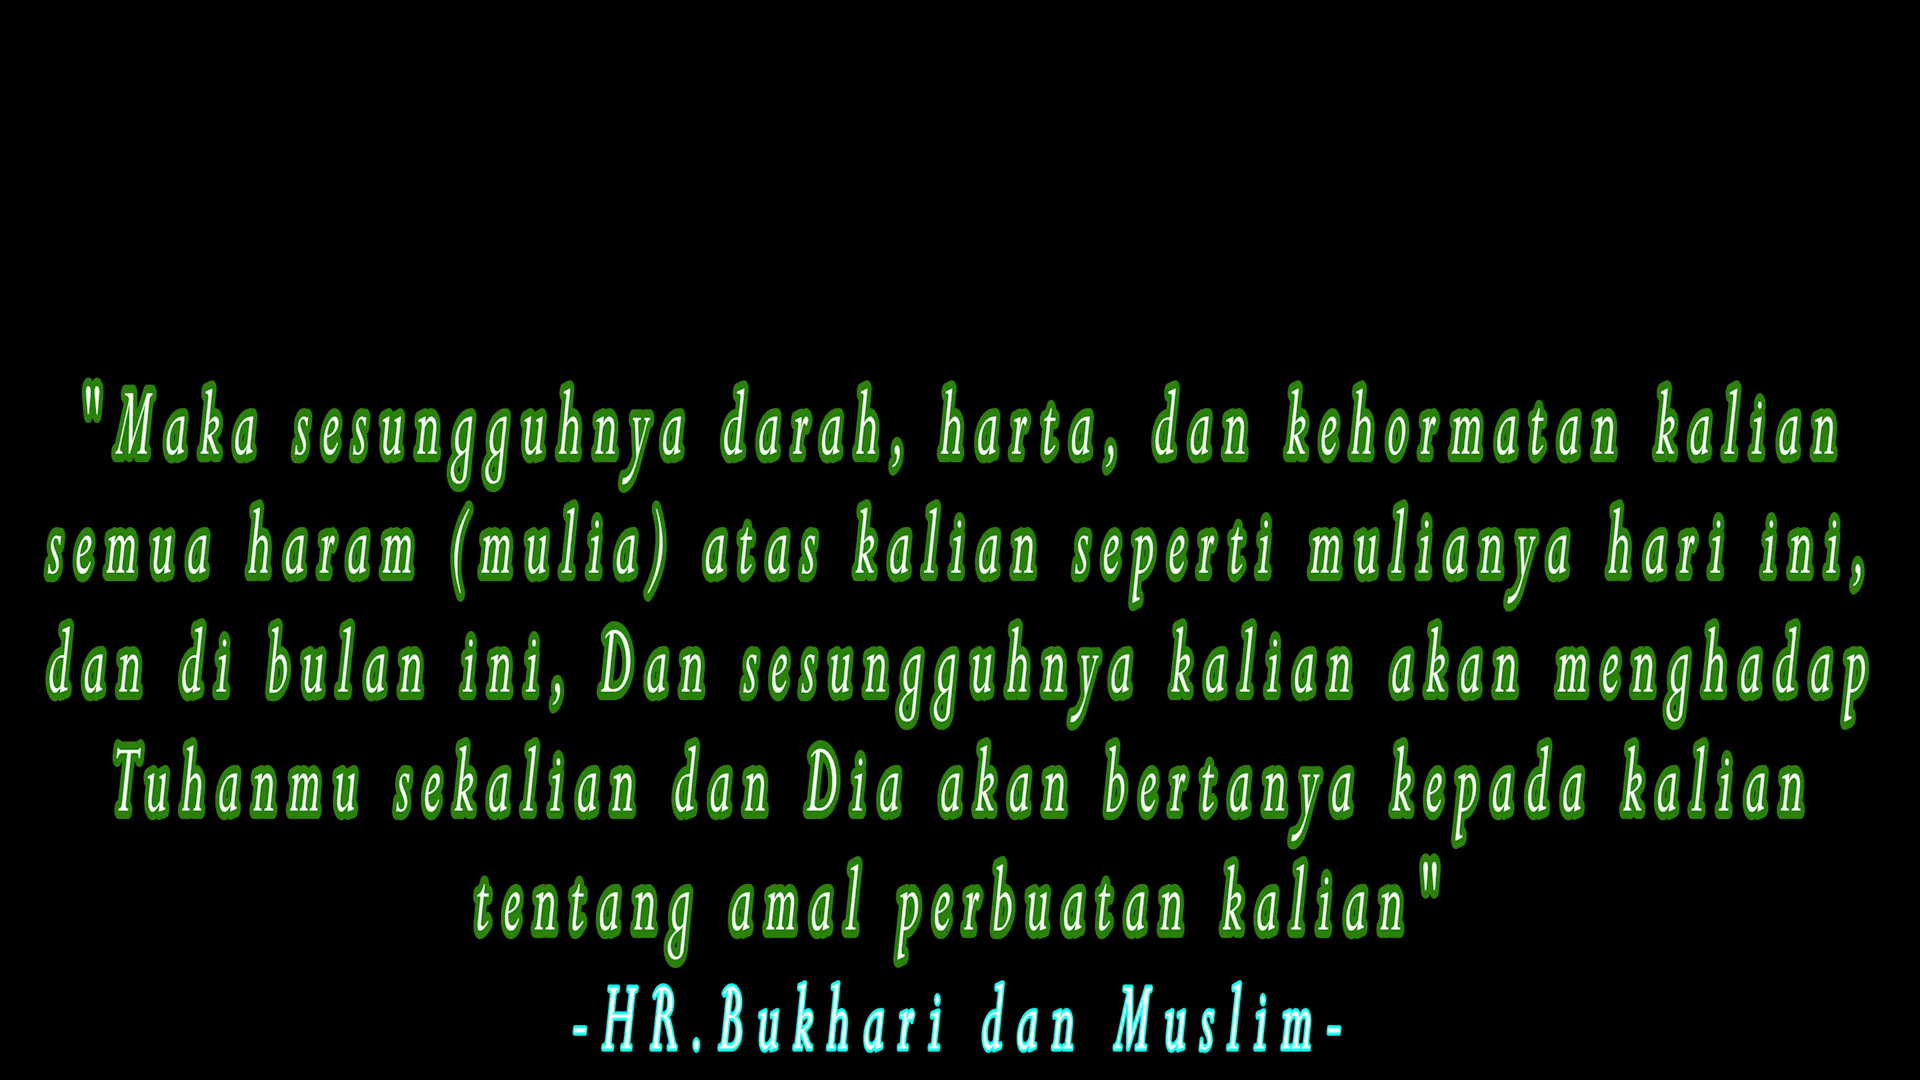 "Maka sesungguhnya darah, harta, dan kehormatan kalian
semua haram (mulia) atas kalian seperti mulianya hari ini,
dan di bulan ini, Dan sesungguhnya kalian akan menghadap
Tuhanmu sekalian dan Dia akan bertanya kepada kalian
tentang amal perbuatan kalian"
-HR.Bukhari dan Muslim-